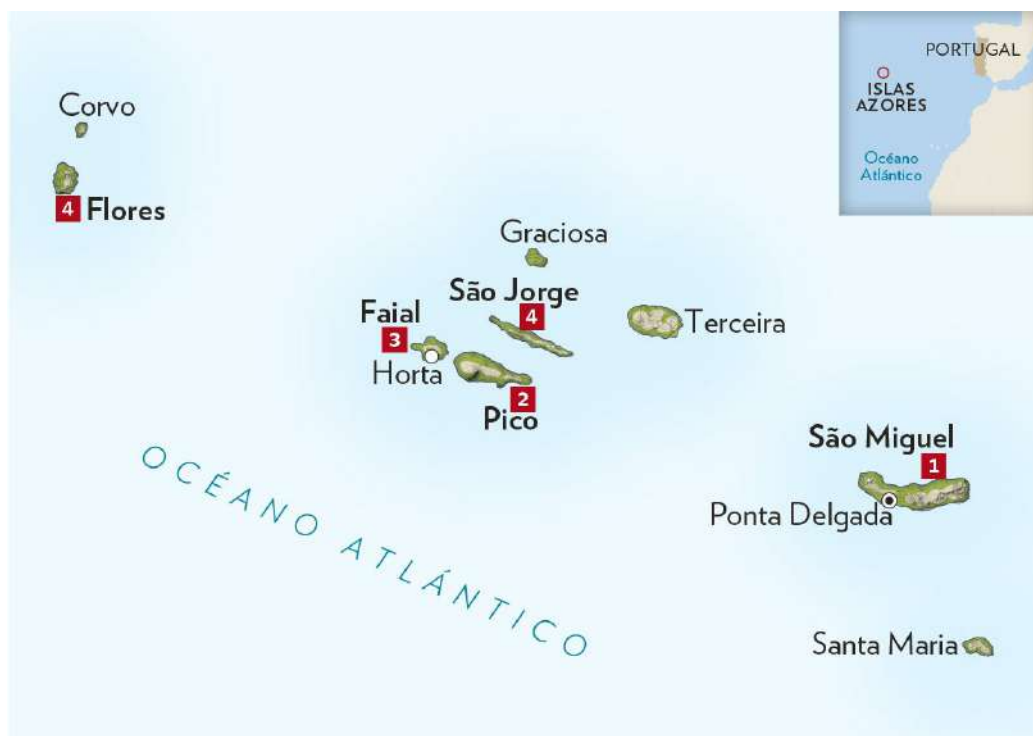 PORTUGAL
ISLAS
AZORES
Océano
Atlántico
Corvo
4 Flores
Graciosa
São Jorge
4
Faial
3
Horta
Terceira
2
Pico
São Miguel
1
Ponta Delgada
OCÉANO ATLÁNTICO
Santa Maria